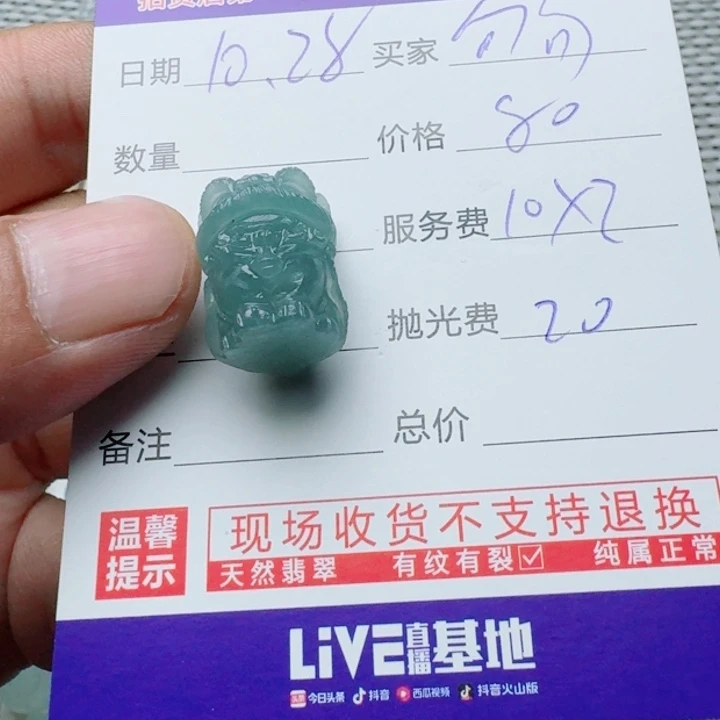 日期 10.28 买家
数量 价格 80
服务费 10X2
抛光费 20
备注 总价
温馨提示 现场收货不支持退换
天然翡翠 有纹有裂 纯属正常
LiVE直播基地
头条 今日头条 抖音 西瓜视频 抖音火山版